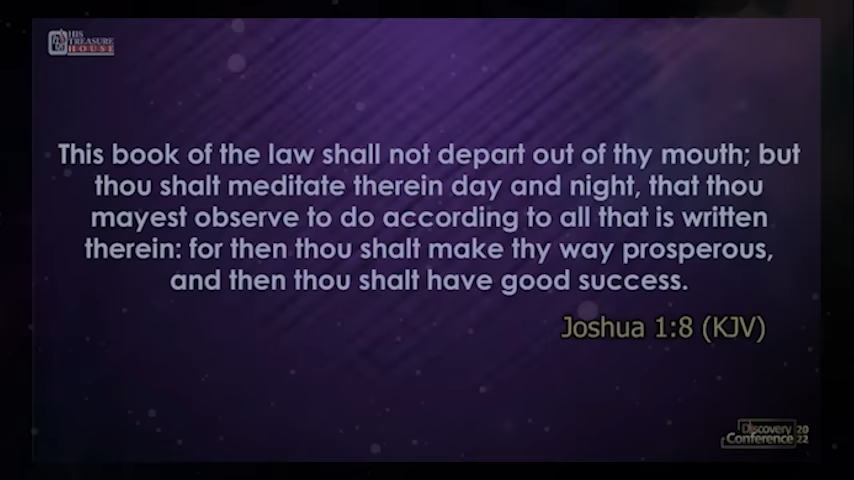 HIS
TREASURE
HOUSE
This book of the law shall not depart out of thy mouth; but
thou shalt meditate therein day and night, that thou
mayest observe to do according to all that is written
therein: for then thou shalt make thy way prosperous,
and then thou shalt have good success.
Joshua 1:8 (KJV)
Discovery
Conference
20
22